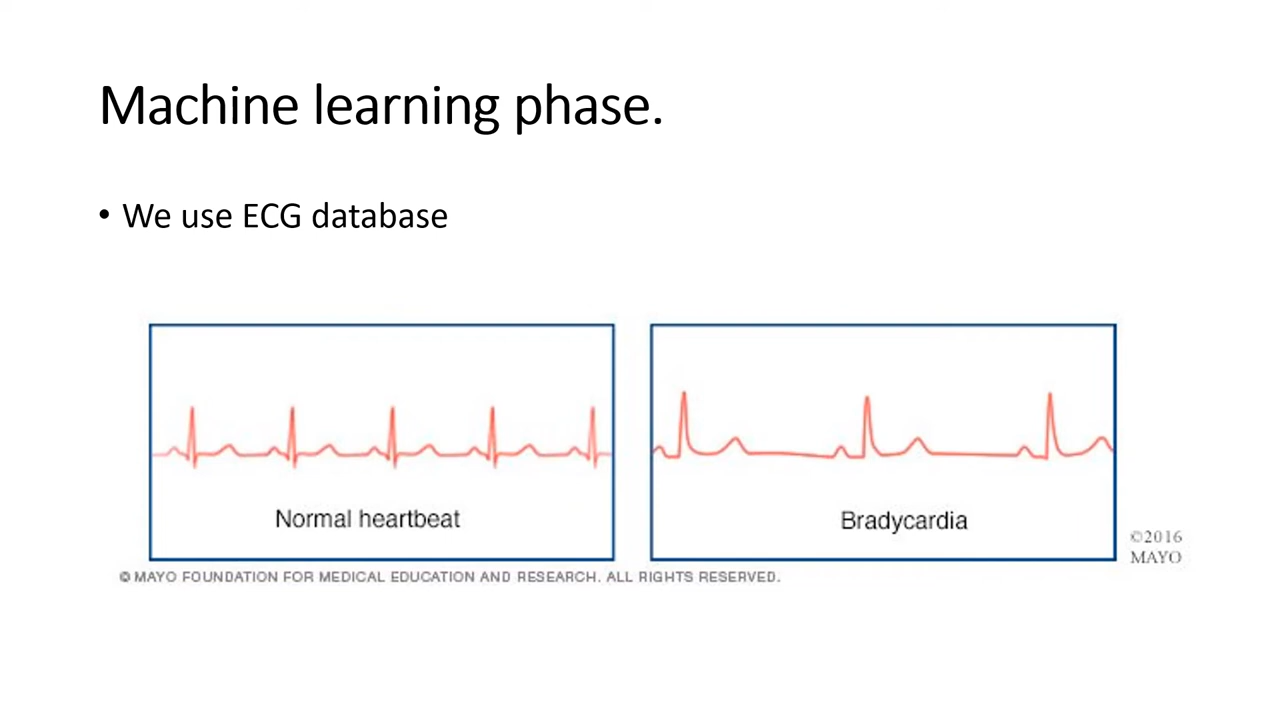 Machine learning phase.
• We use ECG database
Normal heartbeat
Bradycardia
©2016
MAYO
© MAYO FOUNDATION FOR MEDICAL EDUCATION AND RESEARCH. ALL RIGHTS RESERVED.